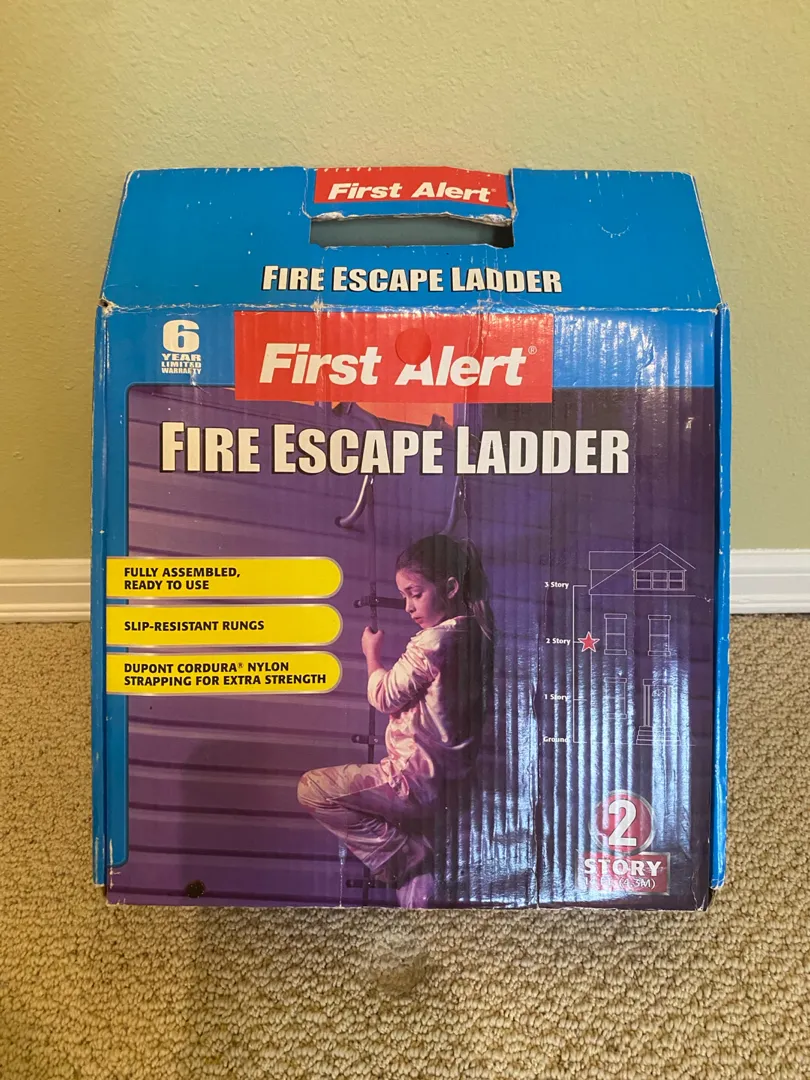 First Alert®
FIRE ESCAPE LADDER
6
YEAR
LIMITED
WARRANTY
First Alert®
FIRE ESCAPE LADDER
FULLY ASSEMBLED,
READY TO USE
SLIP-RESISTANT RUNGS
DUPONT CORDURA® NYLON
STRAPPING FOR EXTRA STRENGTH
3 Story
2 Story
1 Story
Ground
2
STORY